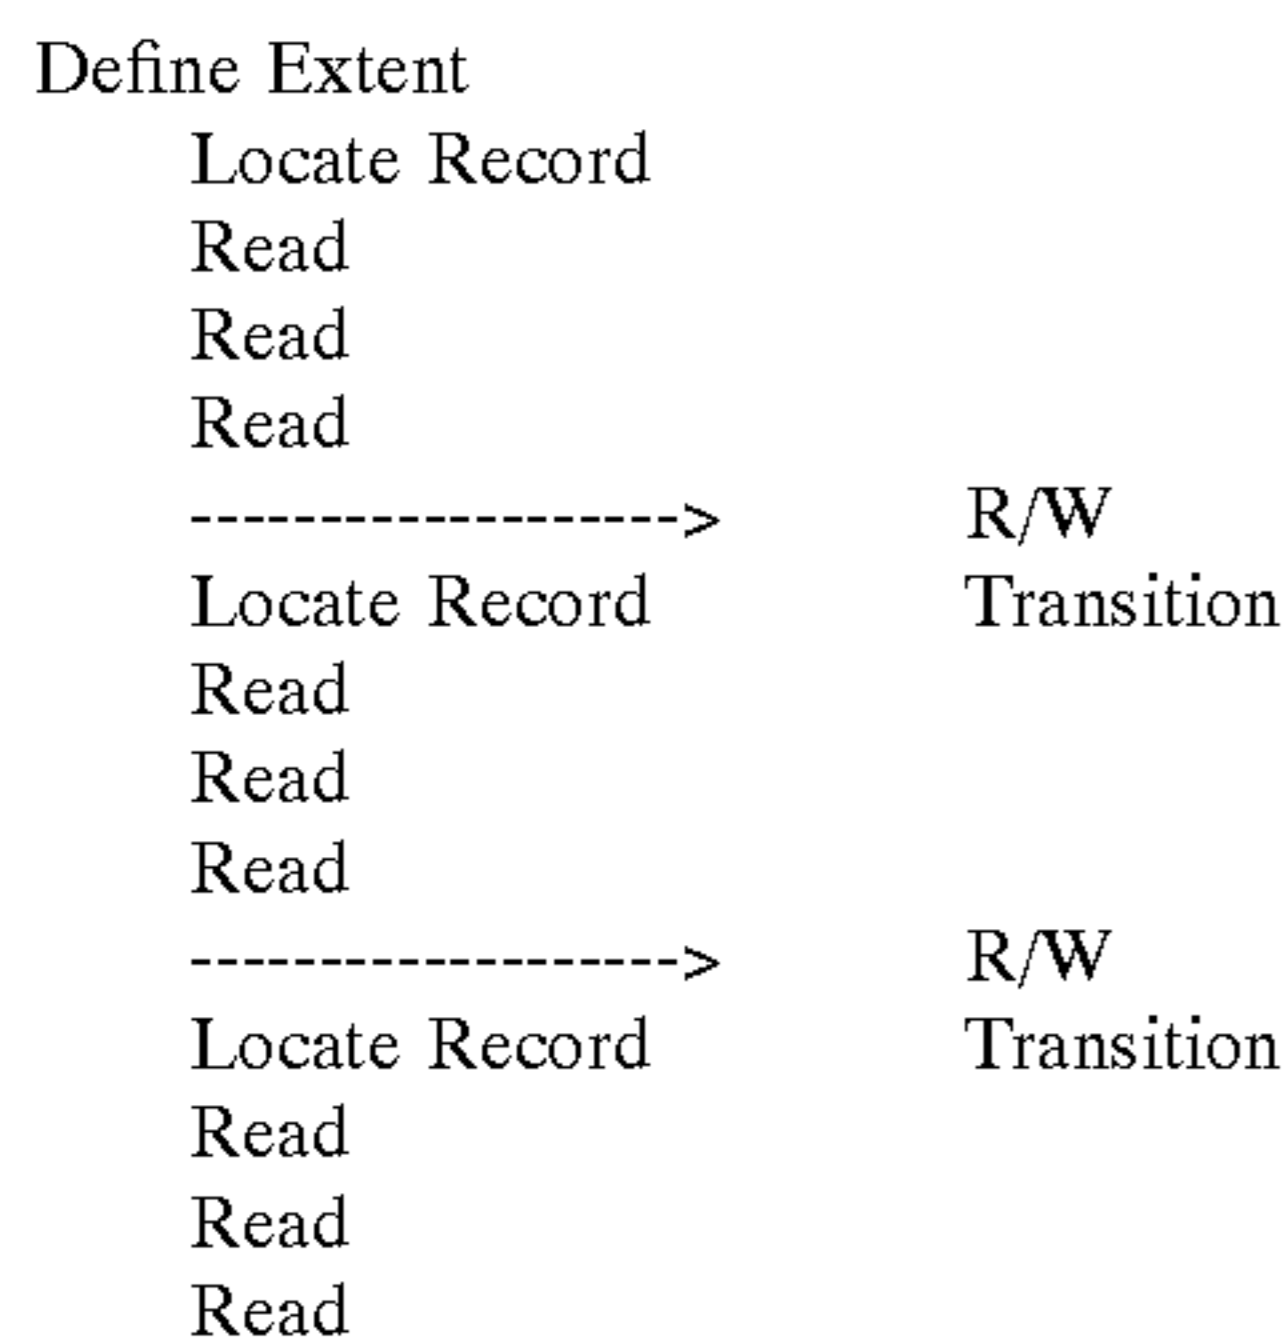 Define Extent
Locate Record
Read
Read
Read
-------------------> R/W
Locate Record Transition
Read
Read
Read
-------------------> R/W
Locate Record Transition
Read
Read
Read